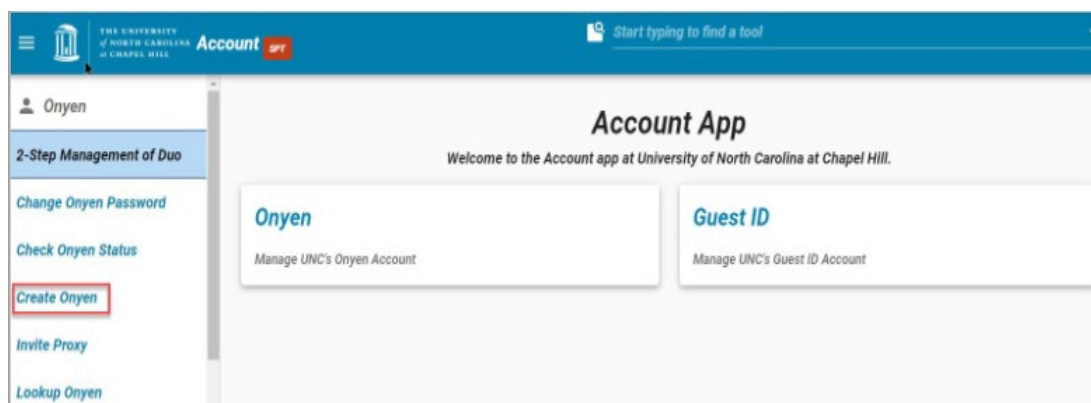 THE UNIVERSITY
of NORTH CAROLINA
at CHAPEL HILL
Account SPT
Start typing to find a tool
Onyen
2-Step Management of Duo
Change Onyen Password
Check Onyen Status
Create Onyen
Invite Proxy
Lookup Onyen
Account App
Welcome to the Account app at University of North Carolina at Chapel Hill.
Onyen
Manage UNC's Onyen Account
Guest ID
Manage UNC's Guest ID Account